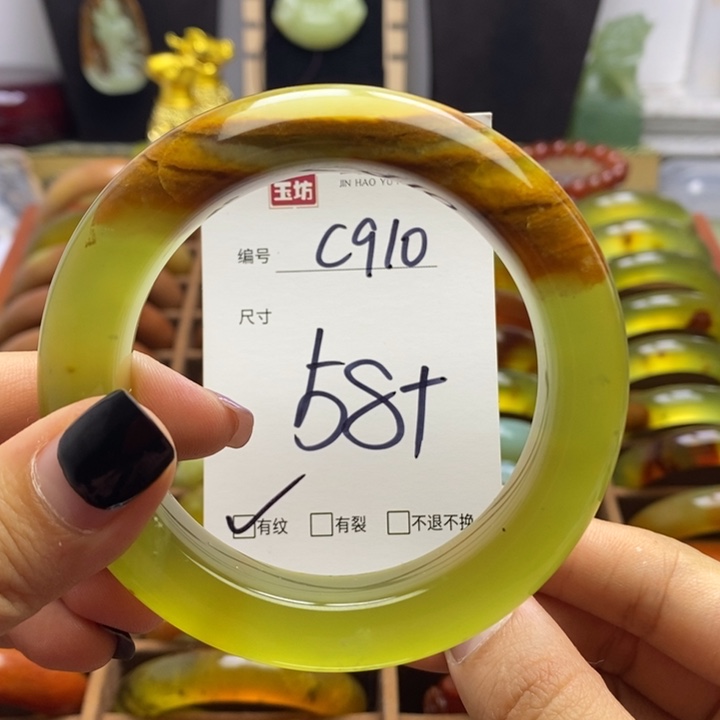 玉坊
JIN HAO YU
编号 C910
尺寸
58+
有纹 有裂 不退不换